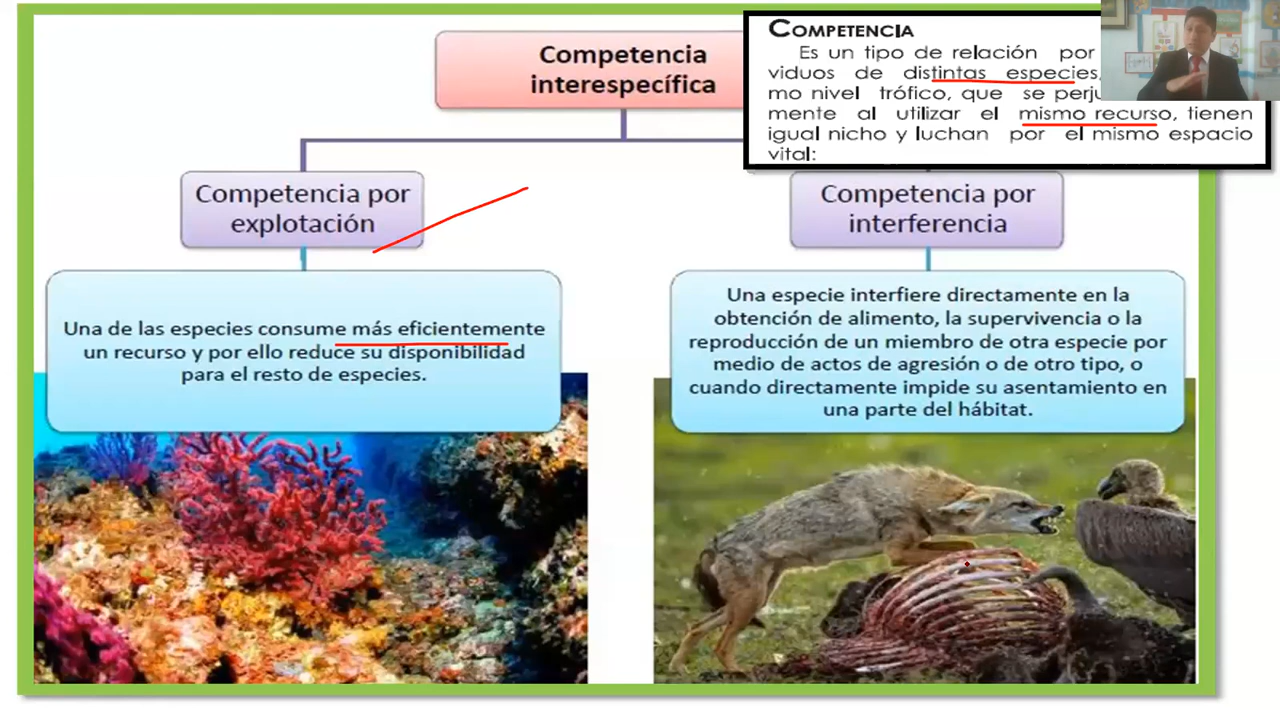 Competencia
interespecífica
COMPETENCIA
Es un tipo de relación por
viduos de distintas especies,
mo nivel trófico, que se
mente al utilizar el mismo recurso, tienen
igual nicho y luchan por el mismo espacio
vital:
Competencia por
explotación
Una de las especies consume más eficientemente
un recurso y por ello reduce su disponibilidad
para el resto de especies.
Competencia por
interferencia
Una especie interfiere directamente en la
obtención de alimento, la supervivencia o la
reproducción de un miembro de otra especie por
medio de actos de agresión o de otro tipo, o
cuando directamente impide su asentamiento en
una parte del hábitat.